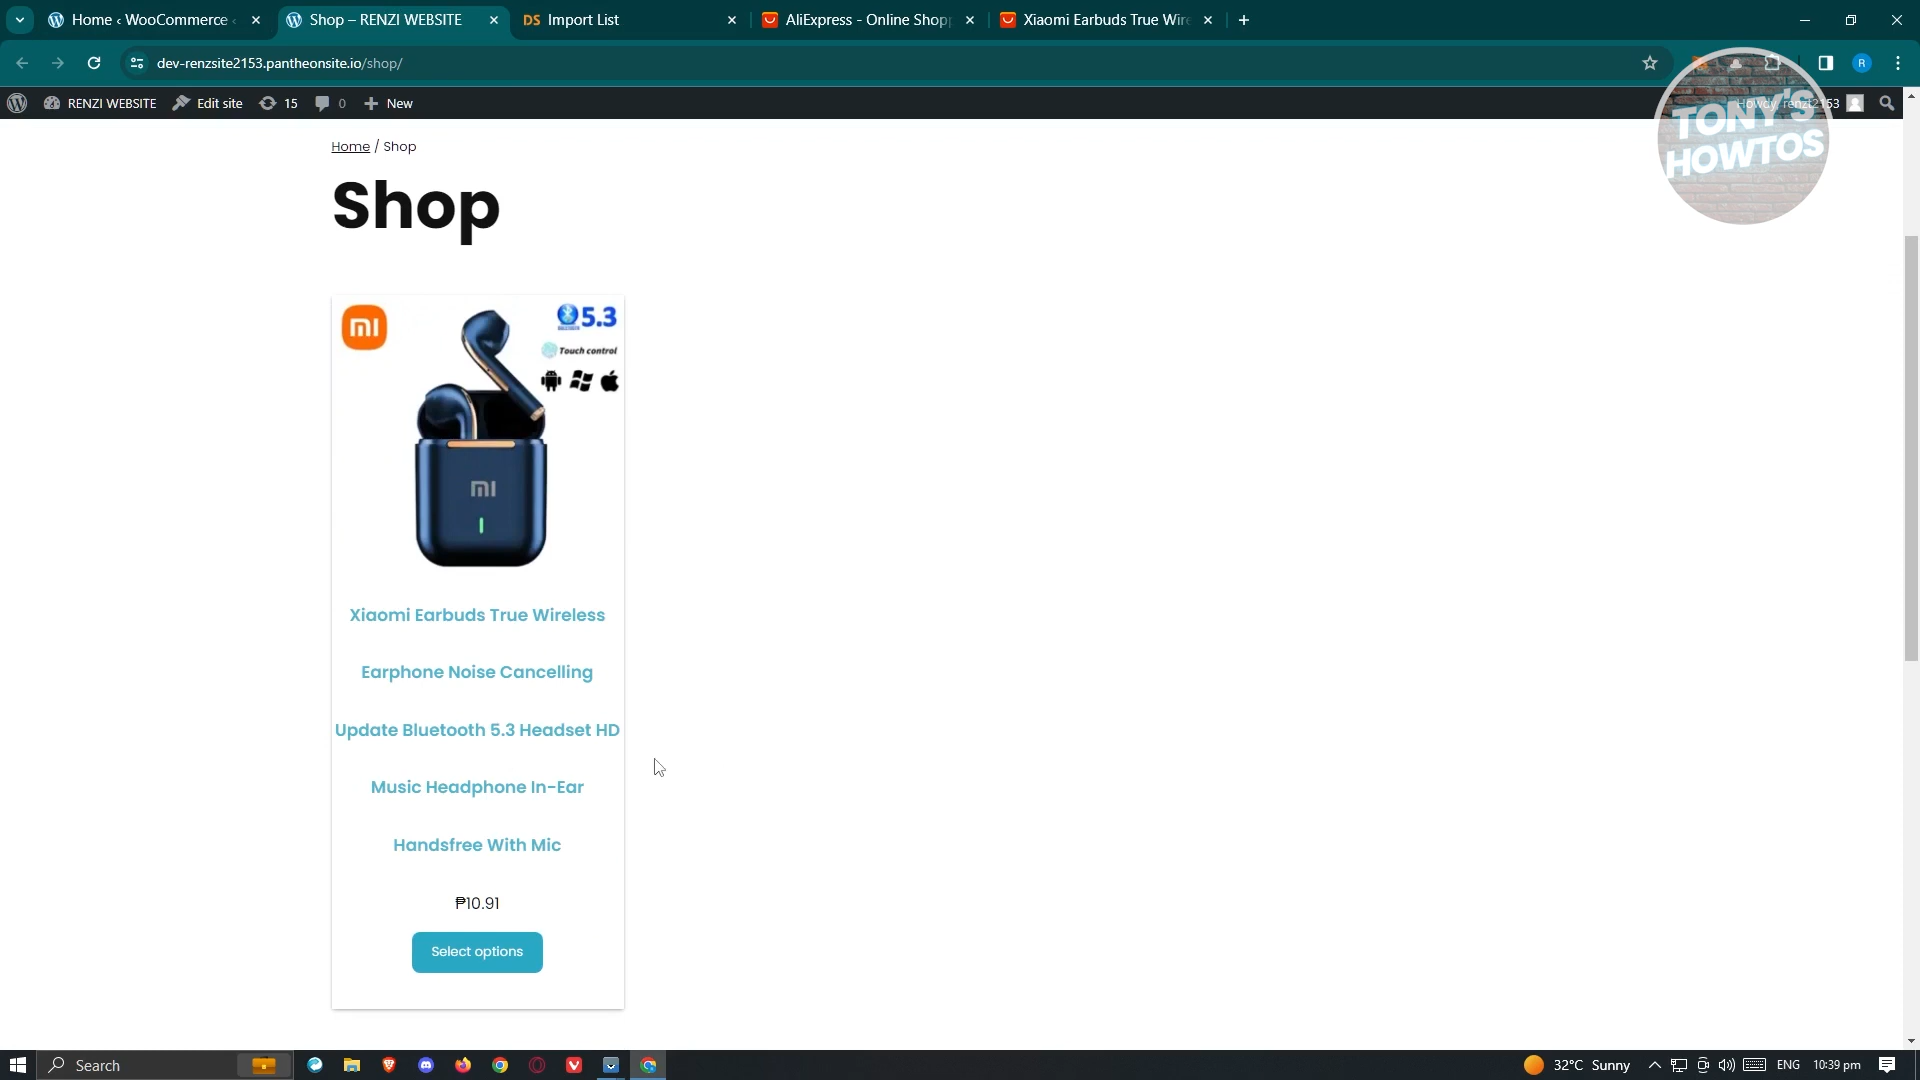 Home ‹ WooCommerce ‹
Shop – RENZI WEBSITE
DS Import List
AliExpress - Online Shopp
Xiaomi Earbuds True Wire
dev-renzsite2153.pantheonsite.io/shop/
R
RENZI WEBSITE
Edit site
15
0
New
Howdy, renzt2153
TONY'S
HOWTOS
Home / Shop
Shop
mi
5.3
Touch control
mi
Xiaomi Earbuds True Wireless
Earphone Noise Cancelling
Update Bluetooth 5.3 Headset HD
Music Headphone In-Ear
Handsfree With Mic
₱10.91
Select options
Search
32°C Sunny
ENG
10:39 pm